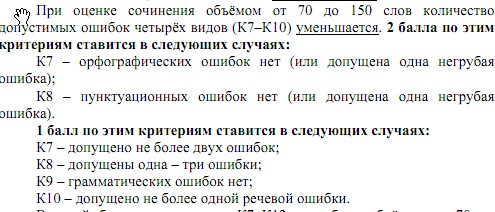 При оценке сочинения объёмом от 70 до 150 слов количество
допустимых ошибок четырёх видов (К7–К10) уменьшается. 2 балла по этим
критериям ставится в следующих случаях:
К7 – орфографических ошибок нет (или допущена одна негрубая
ошибка);
К8 – пунктуационных ошибок нет (или допущена одна негрубая
ошибка).
1 балл по этим критериям ставится в следующих случаях:
К7 – допущено не более двух ошибок;
К8 – допущены одна – три ошибки;
К9 – грамматических ошибок нет;
К10 – допущено не более одной речевой ошибки.